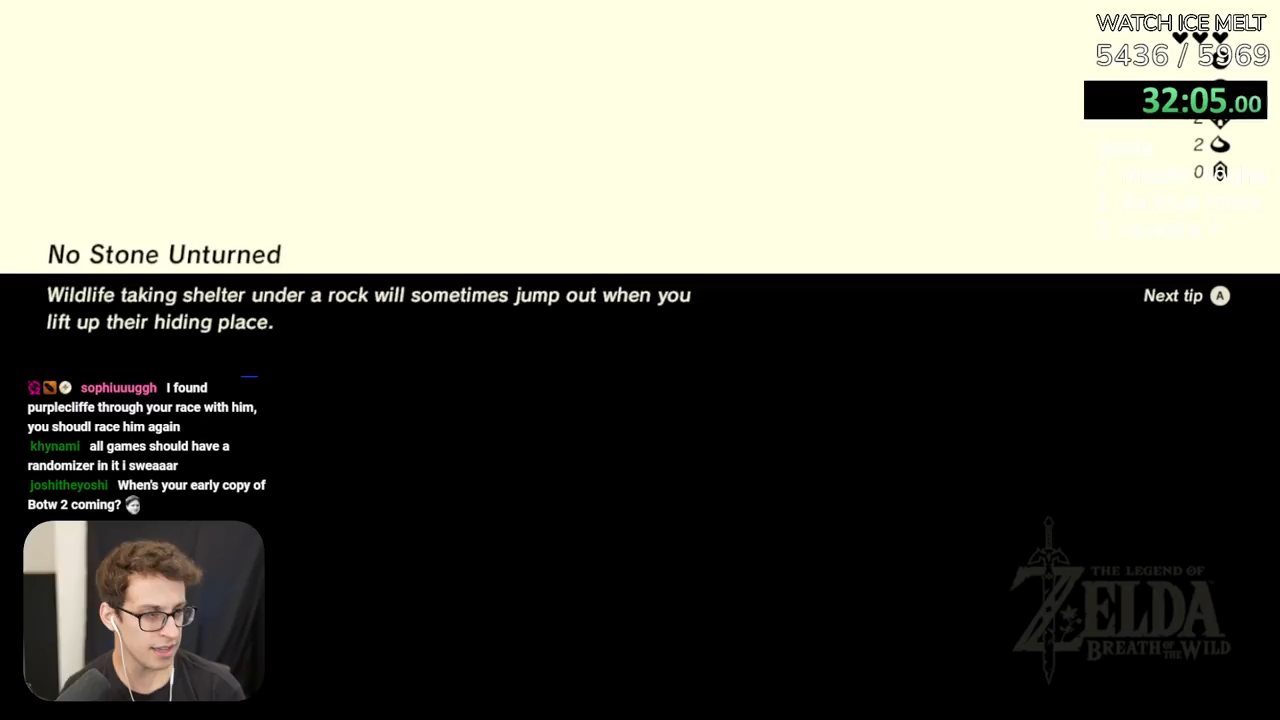 WATCH ICE MELT
5436 / 5969
32:05.00
2
2
0
No Stone Unturned
Wildlife taking shelter under a rock will sometimes jump out when you
lift up their hiding place.
Next tip A
sophiuuuggh I found
purplecliffe through your race with him,
you shoudl race him again
khynami all games should have a
randomizer in it i sweaaar
joshitheyoshi When's your early copy of
Botw 2 coming?
THE LEGEND OF
ZELDA
BREATH OF THE WILD